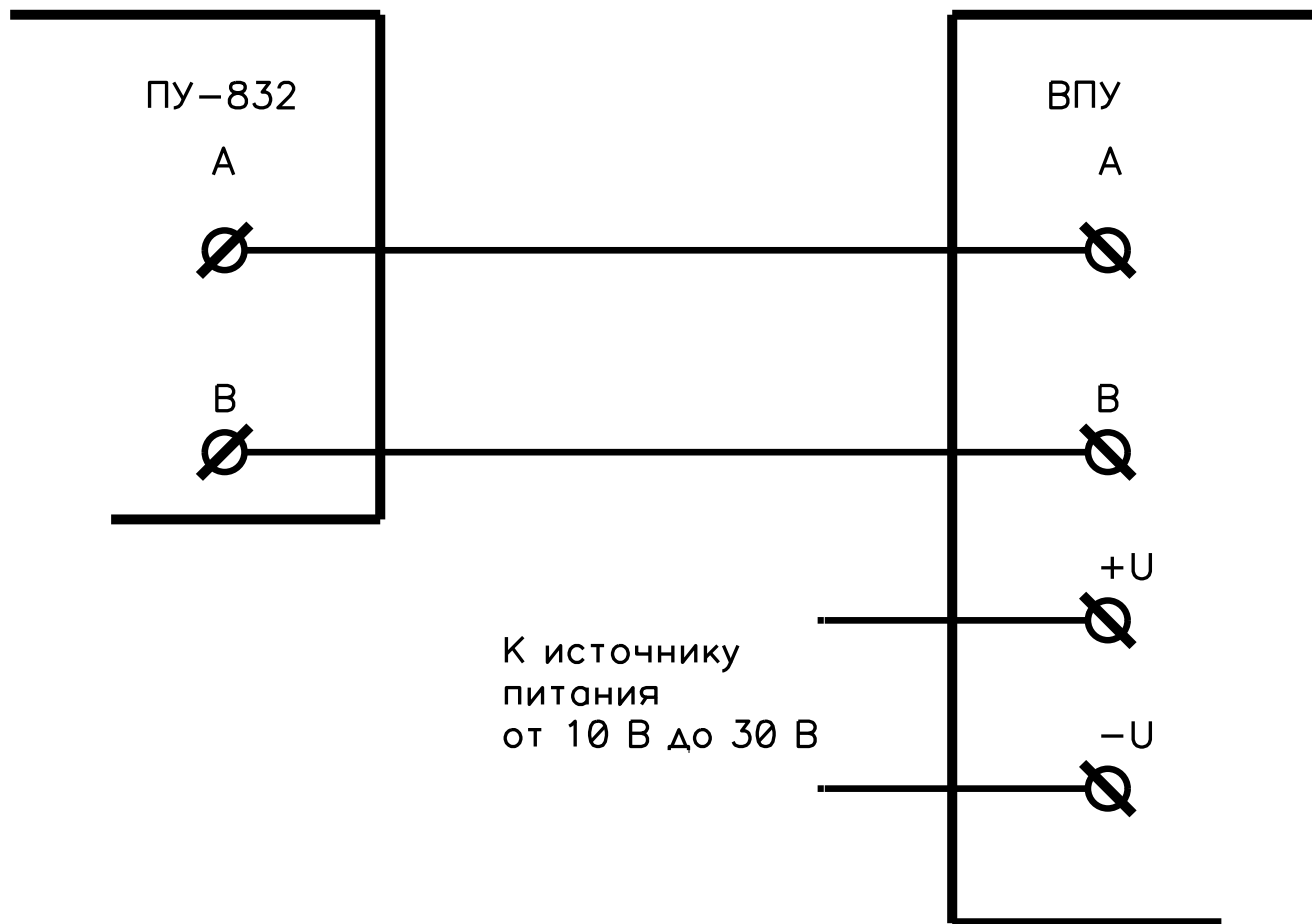 ПУ-832
ВПУ
А
А
В
В
+U
К источнику
питания
от 10 В до 30 В
-U